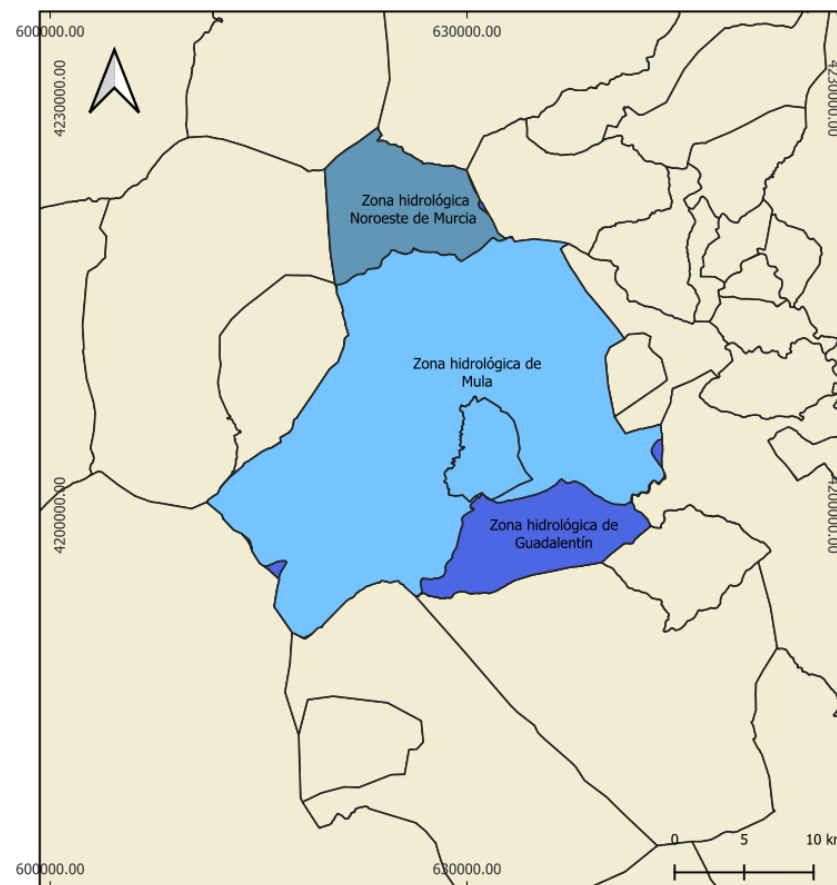 600000.00
630000.00
4230000.00
4230000.00
Zona hidrológica
Noroeste de Murcia
Zona hidrológica de
Mula
4200000.00
4200000.00
Zona hidrológica de
Guadalentín
0
5
10 km
600000.00
630000.00